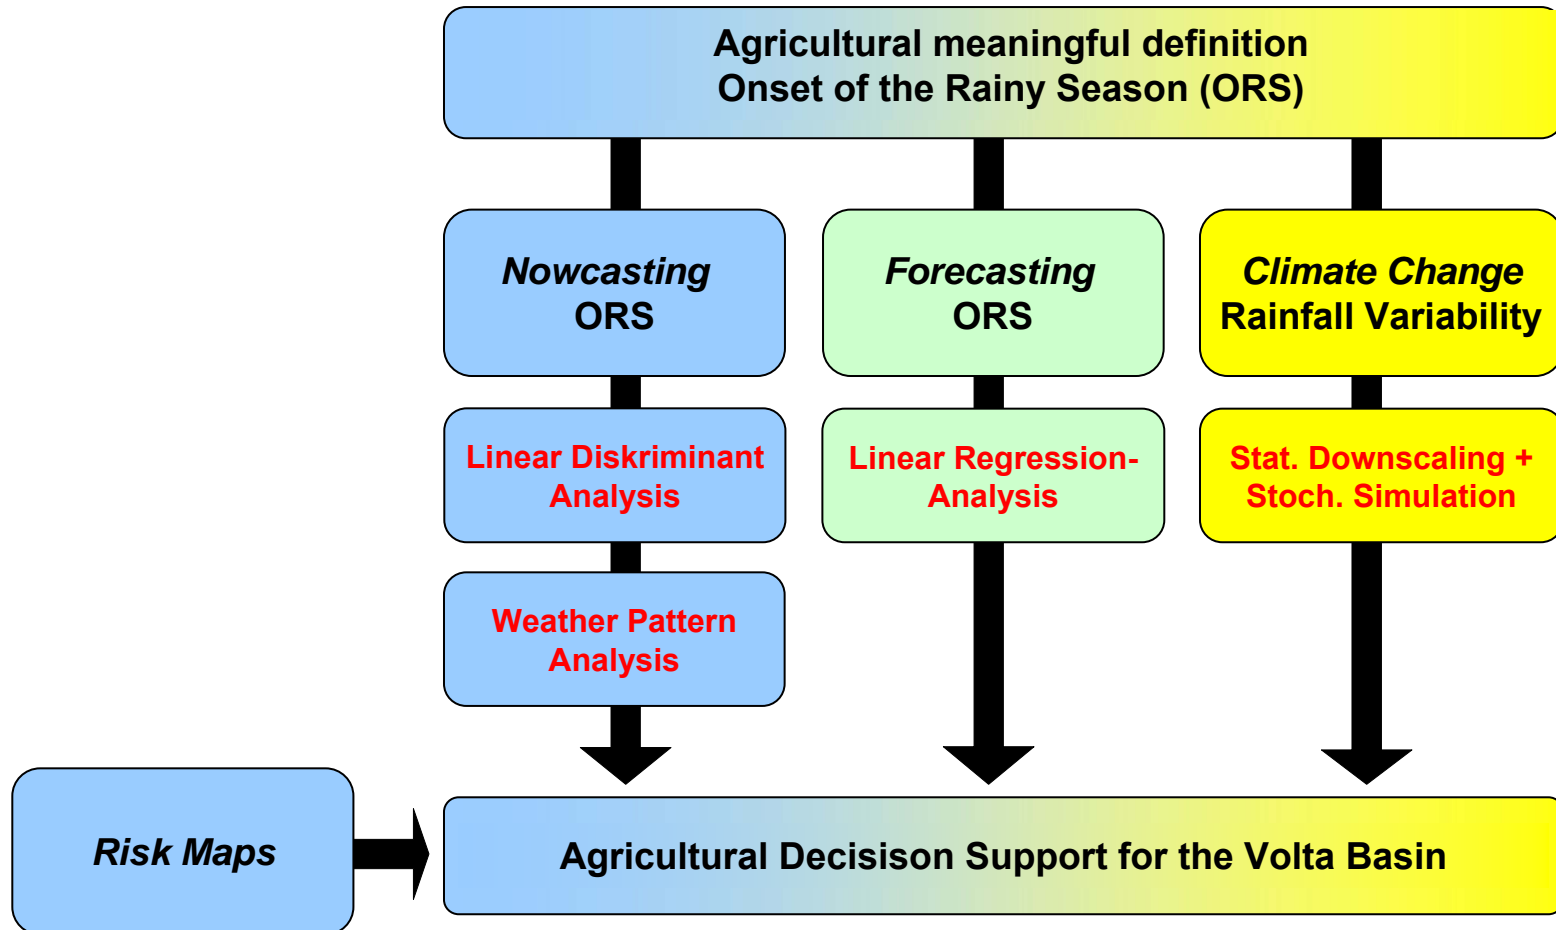 Agricultural meaningful definition
Onset of the Rainy Season (ORS)
Nowcasting
ORS
Forecasting
ORS
Climate Change
Rainfall Variability
Linear Diskriminant
Analysis
Linear Regression-
Analysis
Stat. Downscaling +
Stoch. Simulation
Weather Pattern
Analysis
Risk Maps
Agricultural Decisison Support for the Volta Basin